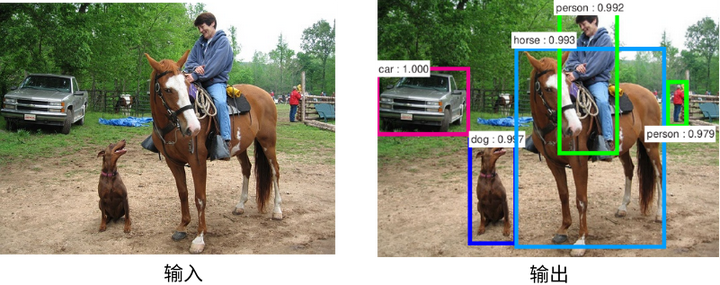 person : 0.992
horse : 0.993
car : 1.000
dog : 0.997
person : 0.979
输入
输出